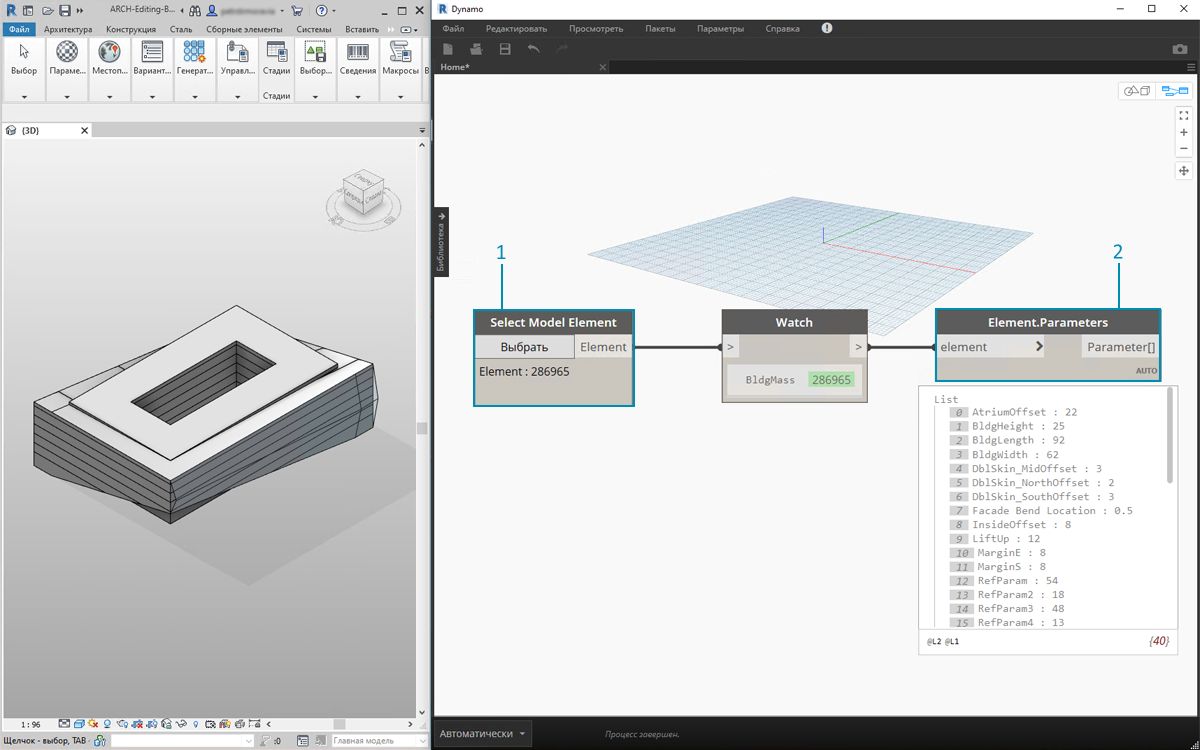 ARCH-Editing-B...
Файл Архитектура Конструкция Сталь Сборные элементы Системы Вставить
Выбор Параме... Местоп... Вариант... Генерат... Управл... Стадии Выбор... Сведения Макросы В
Стадии
{3D}
1 : 96
Щелчок - выбор, TAB
:0
Главная модель
Dynamo
Файл Редактировать Просмотреть Пакеты Параметры Справка
Home*
Библиотека
1
2
Select Model Element
Выбрать Element
Element : 286965
Watch
> >
BldgMass 286965
Element.Parameters
element Parameter[]
AUTO
List
0 AtriumOffset : 22
1 BldgHeight : 25
2 BldgLength : 92
3 BldgWidth : 62
4 DblSkin_MidOffset : 3
5 DblSkin_NorthOffset : 2
6 DblSkin_SouthOffset : 3
7 Facade Bend Location : 0.5
8 InsideOffset : 8
9 LiftUp : 12
10 MarginE : 8
11 MarginS : 8
12 RefParam : 54
13 RefParam2 : 18
14 RefParam3 : 48
15 RefParam4 : 13
@L2 @L1 {40}
Автоматически
Процесс завершен.